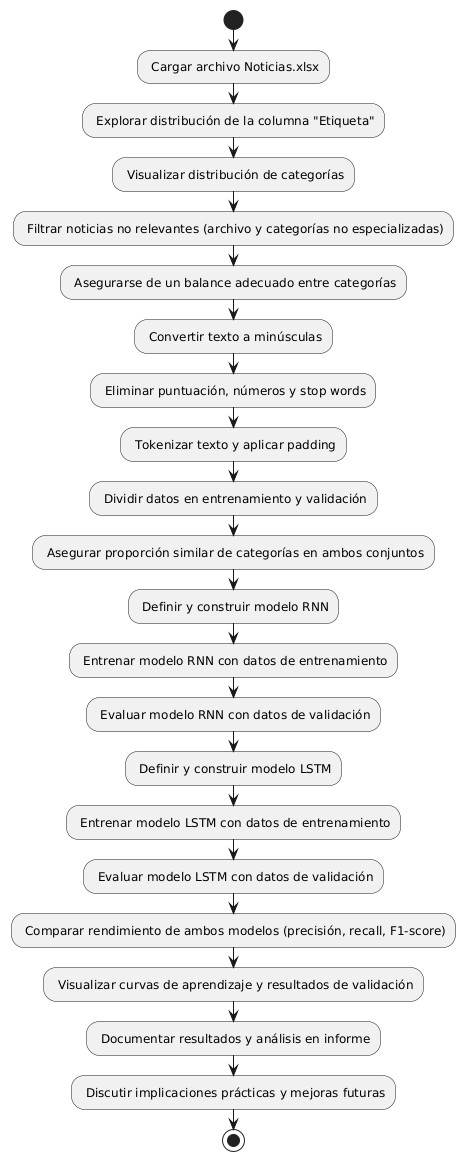 Cargar archivo Noticias.xlsx
Explorar distribución de la columna "Etiqueta"
Visualizar distribución de categorías
Filtrar noticias no relevantes (archivo y categorías no especializadas)
Asegurarse de un balance adecuado entre categorías
Convertir texto a minúsculas
Eliminar puntuación, números y stop words
Tokenizar texto y aplicar padding
Dividir datos en entrenamiento y validación
Asegurar proporción similar de categorías en ambos conjuntos
Definir y construir modelo RNN
Entrenar modelo RNN con datos de entrenamiento
Evaluar modelo RNN con datos de validación
Definir y construir modelo LSTM
Entrenar modelo LSTM con datos de entrenamiento
Evaluar modelo LSTM con datos de validación
Comparar rendimiento de ambos modelos (precisión, recall, F1-score)
Visualizar curvas de aprendizaje y resultados de validación
Documentar resultados y análisis en informe
Discutir implicaciones prácticas y mejoras futuras